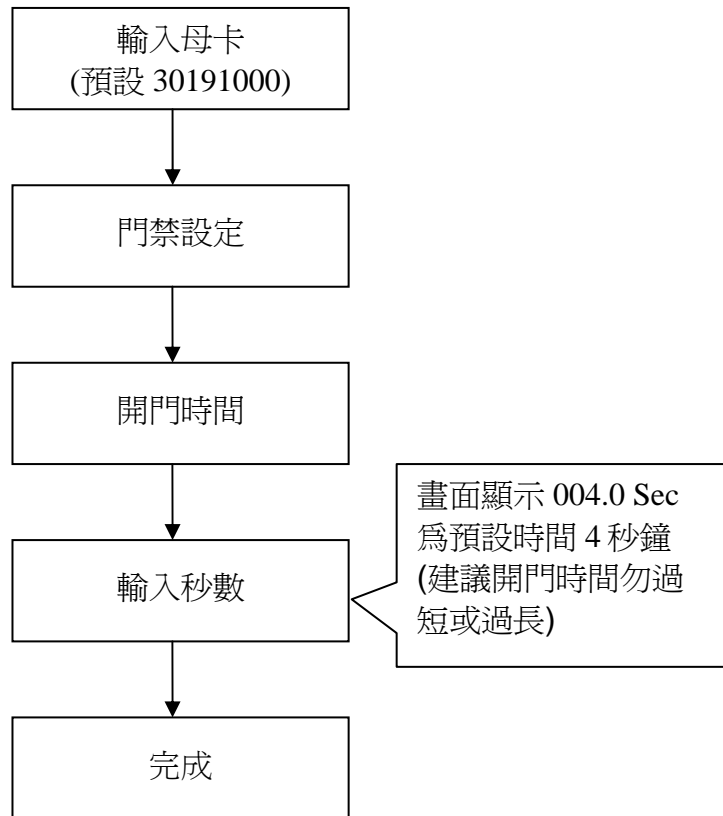 輸入母卡
(預設 30191000)
門禁設定
開門時間
輸入秒數
畫面顯示 004.0 Sec
為預設時間 4 秒鐘
(建議開門時間勿過
短或過長)
完成